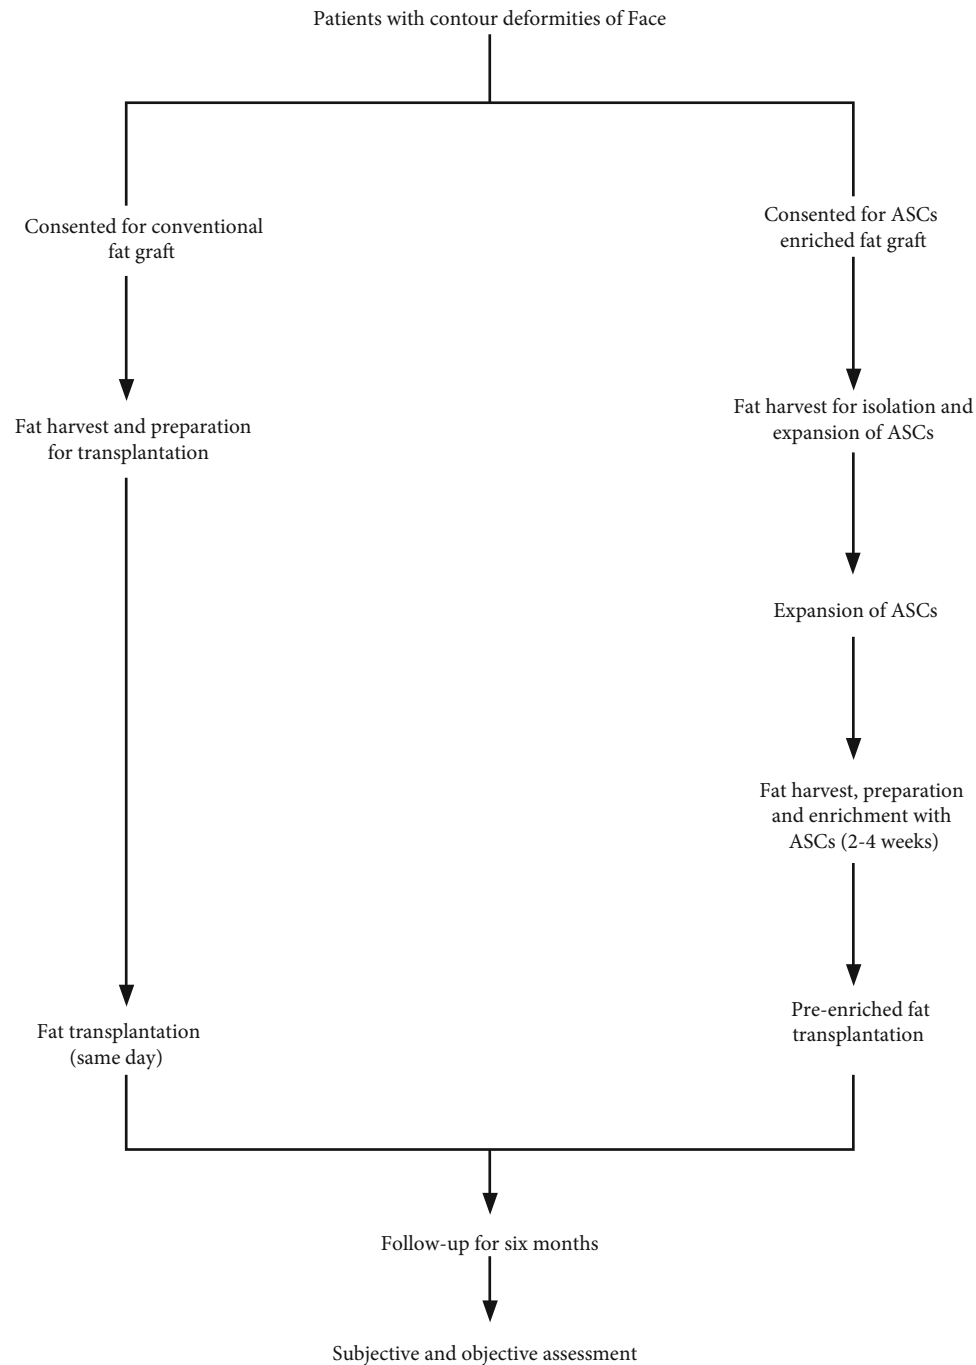 Patients with contour deformities of Face
Consented for conventional
fat graft
Consented for ASCs
enriched fat graft
Fat harvest and preparation
for transplantation
Fat harvest for isolation and
expansion of ASCs
Expansion of ASCs
Fat harvest, preparation
and enrichment with
ASCs (2-4 weeks)
Fat transplantation
(same day)
Pre-enriched fat
transplantation
Follow-up for six months
Subjective and objective assessment